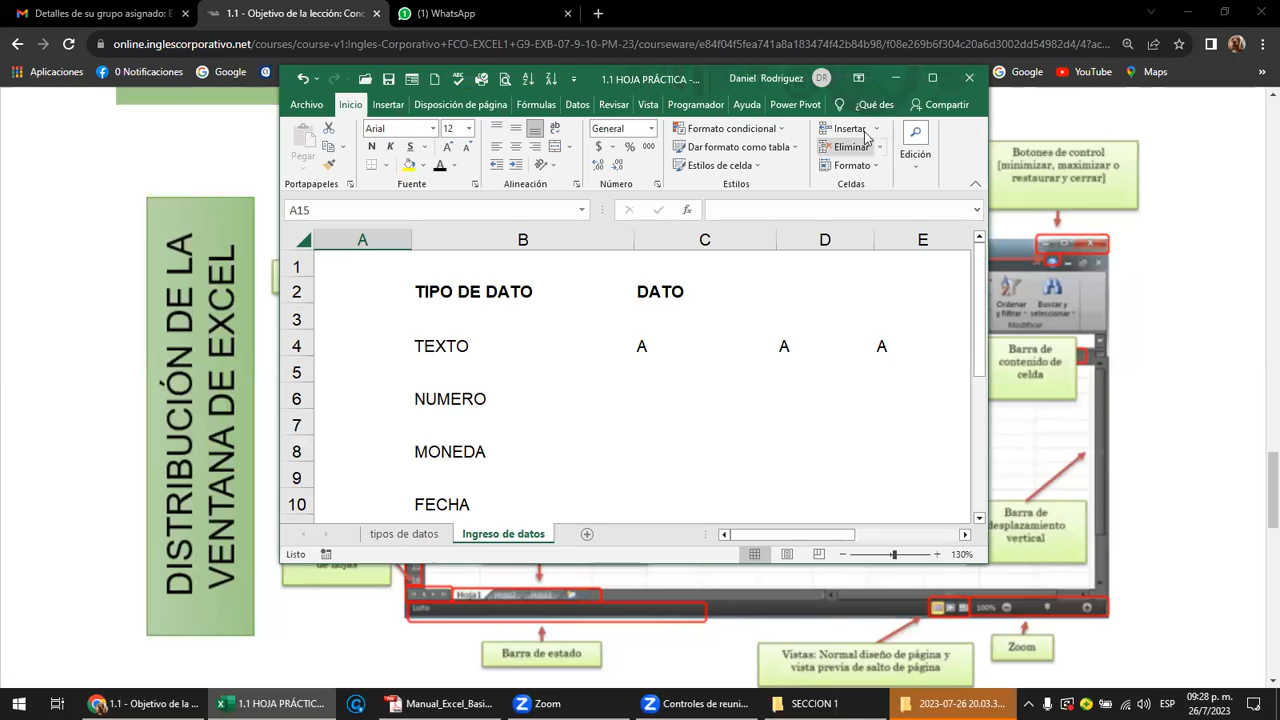 Detalles de su grupo asignado: E
1.1 - Objetivo de la lección: Con
(1) WhatsApp
online.inglescorporativo.net/courses/course-v1:Ingles-Corporativo+FCO-EXCEL1+G9-EXB-07-9-10-PM-23/courseware/e84f04f5fea741a8a183474f42b84b98/f08e269b6f304c20a6d3002dd54982d4/4?ac...
Aplicaciones
0 Notificaciones
Google
Google
YouTube
Maps
1.1 HOJA PRÁCTICA -...
Daniel Rodriguez
DR
Archivo Inicio Insertar Disposición de página Fórmulas Datos Revisar Vista Programador Ayuda Power Pivot ¿Qué des Compartir
Pegar
Arial 12
General
Formato condicional
Dar formato como tabla
Estilos de celda
Insertar
Eliminar
Formato
Edición
N K S
$ % 000
Portapapeles Fuente Alineación Número Estilos Celdas
A15
fx
A B C D E
1
2 TIPO DE DATO DATO
3
4 TEXTO A A A
5
6 NUMERO
7
8 MONEDA
9
10 FECHA
tipos de datos Ingreso de datos
Listo
130%
DISTRIBUCIÓN DE LA
VENTANA DE EXCEL
Botones de control
[minimizar, maximizar o
restaurar y cerrar]
Ordenar
y filtrar
Buscar y
seleccionar
Modificar
Barra de
contenido de
celda
Barra de
desplazamiento
vertical
de hojas
Hoja1 Hoja2 Hoja3
Listo
100%
Barra de estado
Vistas: Normal diseño de página y
vista previa de salto de página
Zoom
1.1 - Objetivo de la...
1.1 HOJA PRÁCTIC...
Manual_Excel_Basi...
Zoom
Controles de reuni...
SECCION 1
2023-07-26 20.03.3...
ESP
09:28 p. m.
26/7/2023